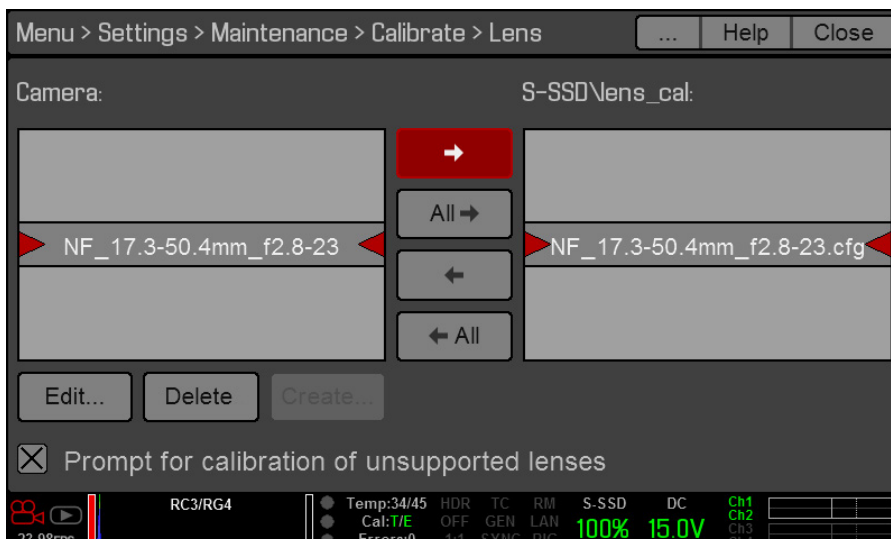 Menu > Settings > Maintenance > Calibrate > Lens ... Help Close
Camera: S-SSD\lens_cal:
All
NF_17.3-50.4mm_f2.8-23 NF_17.3-50.4mm_f2.8-23.cfg
All
Edit... Delete Create...
Prompt for calibration of unsupported lenses
RC3/RG4 Temp:34/45 HDR TC RM S-SSD DC Ch1
Cal:T/E OFF GEN LAN 100% 15.0V Ch2
Ch3